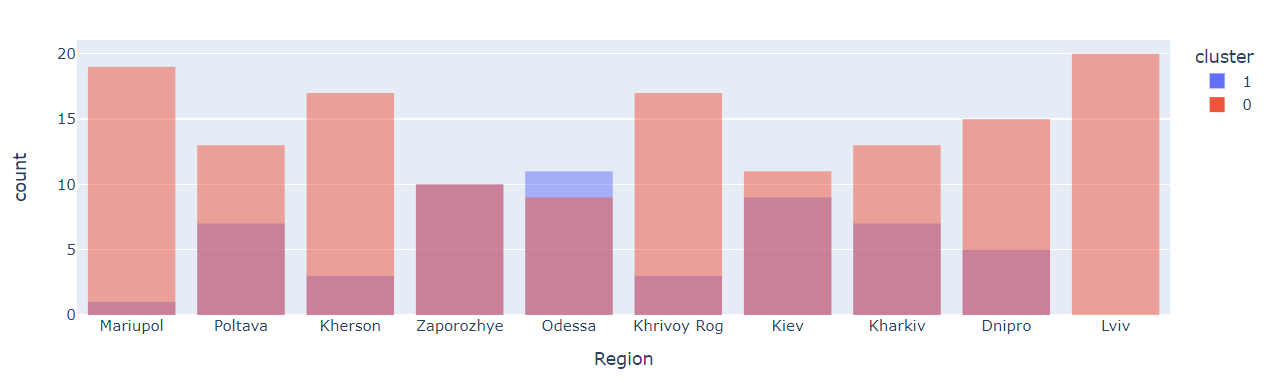 cluster
1
0
20
15
10
5
0
count
Mariupol Poltava Kherson Zaporozhye Odessa Khrivoy Rog Kiev Kharkiv Dnipro Lviv
Region